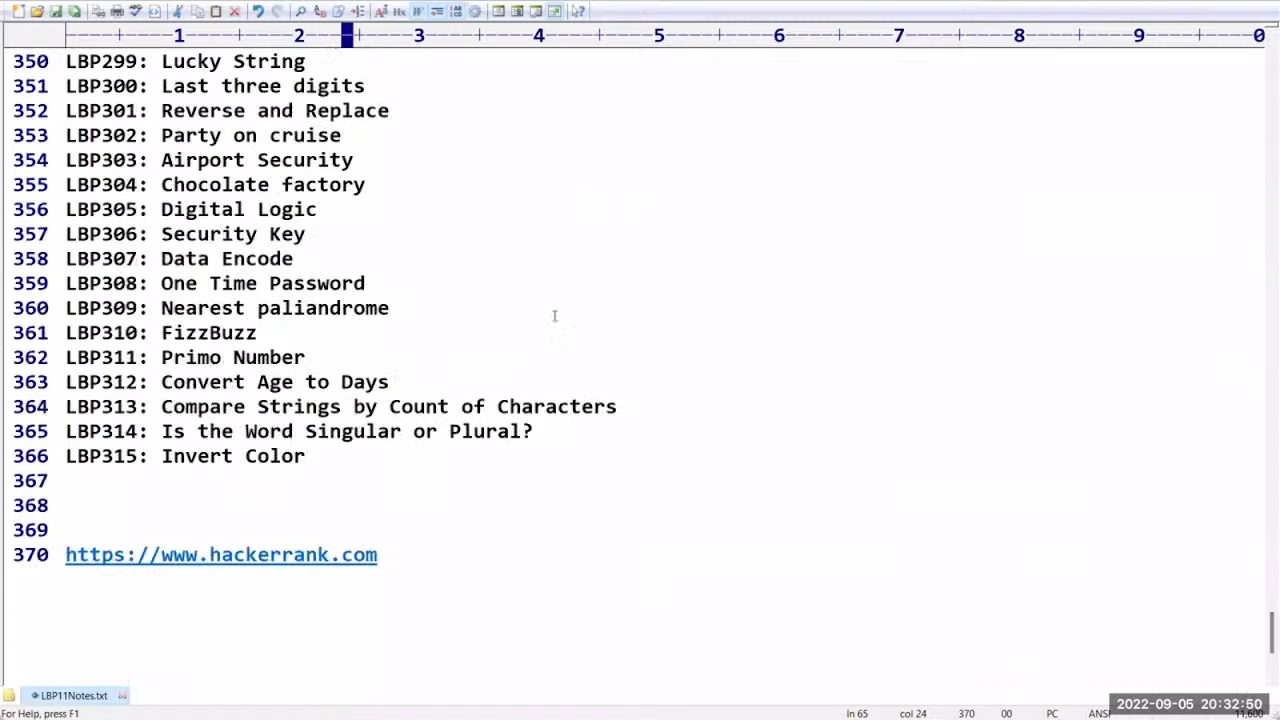 1 2 3 4 5 6 7 8 9 0
350 LBP299: Lucky String
351 LBP300: Last three digits
352 LBP301: Reverse and Replace
353 LBP302: Party on cruise
354 LBP303: Airport Security
355 LBP304: Chocolate factory
356 LBP305: Digital Logic
357 LBP306: Security Key
358 LBP307: Data Encode
359 LBP308: One Time Password
360 LBP309: Nearest paliandrome
361 LBP310: FizzBuzz
362 LBP311: Primo Number
363 LBP312: Convert Age to Days
364 LBP313: Compare Strings by Count of Characters
365 LBP314: Is the Word Singular or Plural?
366 LBP315: Invert Color
367
368
369
370 https://www.hackerrank.com
LBP11Notes.txt
2022-09-05 20:32:50
For Help, press F1 ln 65 col 24 370 00 PC ANSI 11,600